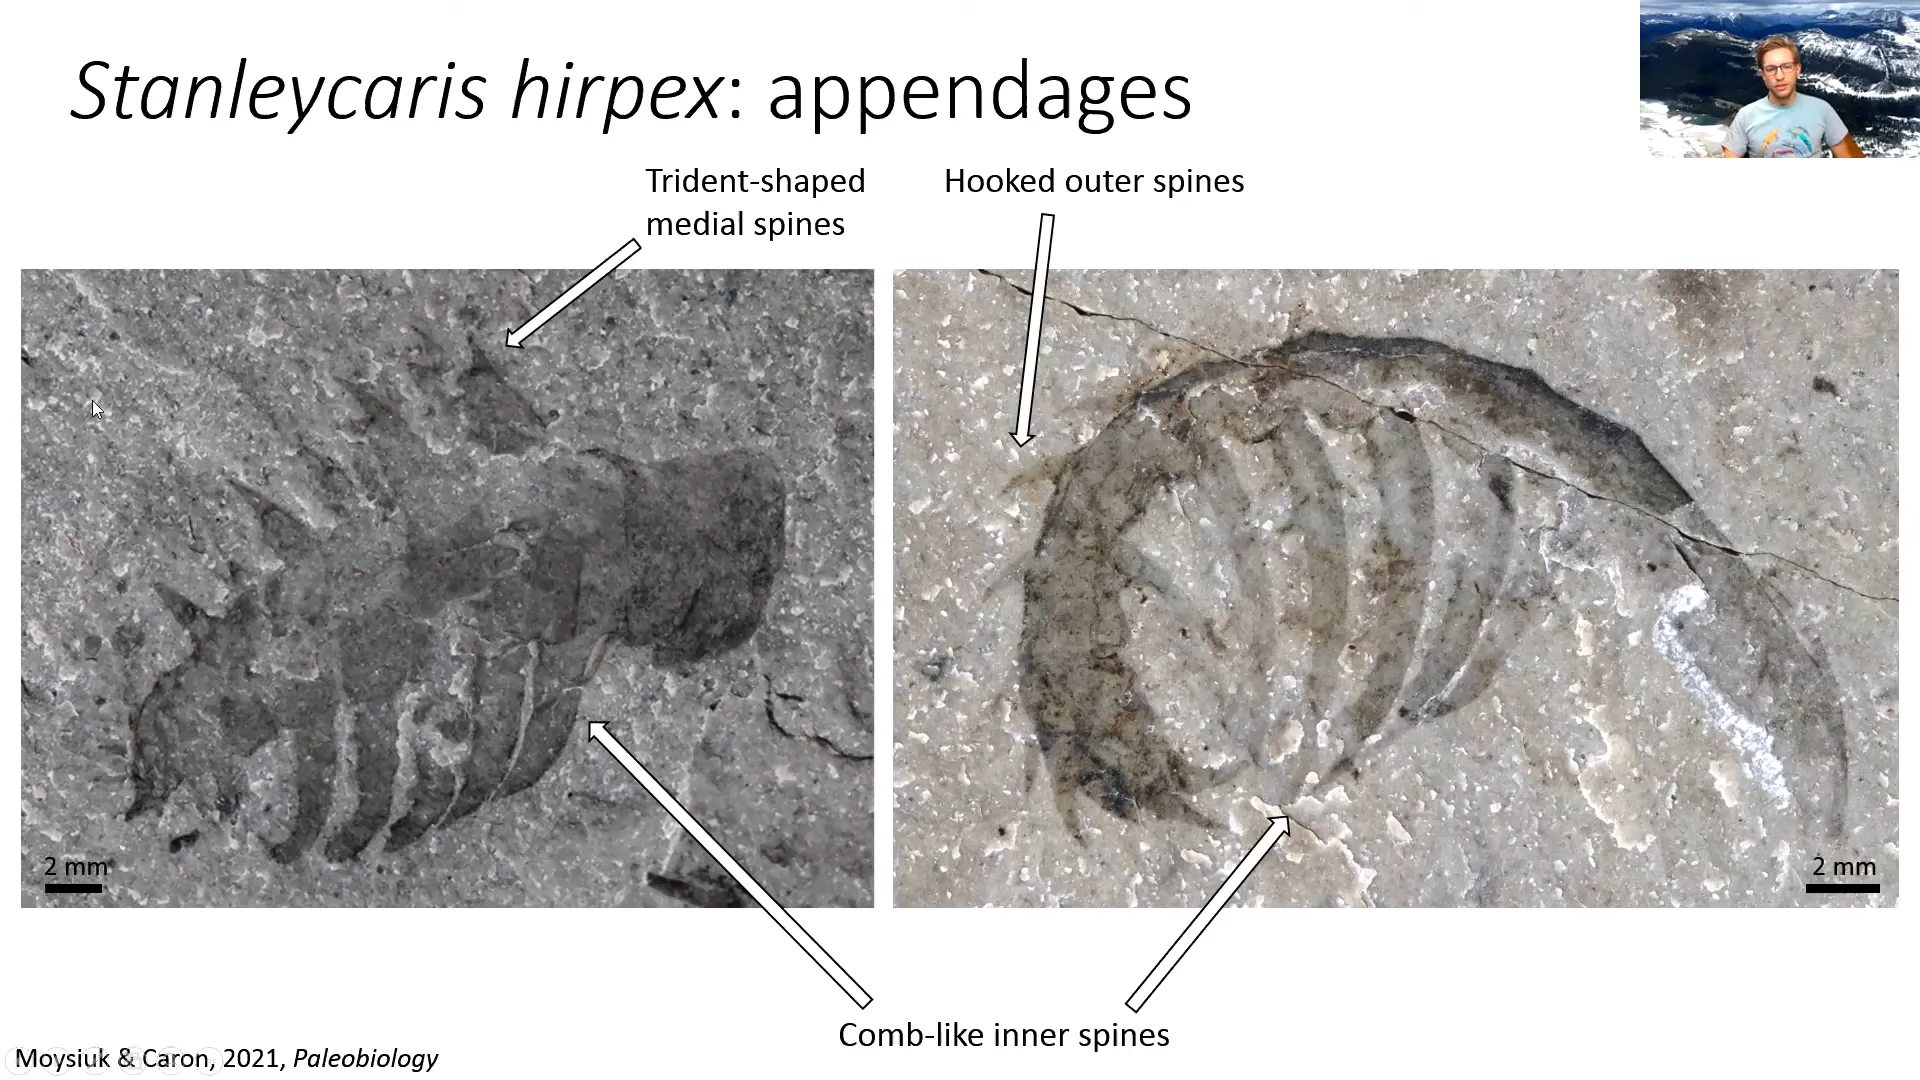 Stanleycaris hirpex: appendages
Trident-shaped
medial spines
Hooked outer spines
2 mm
2 mm
Comb-like inner spines
Moysiuk & Caron, 2021, Paleobiology